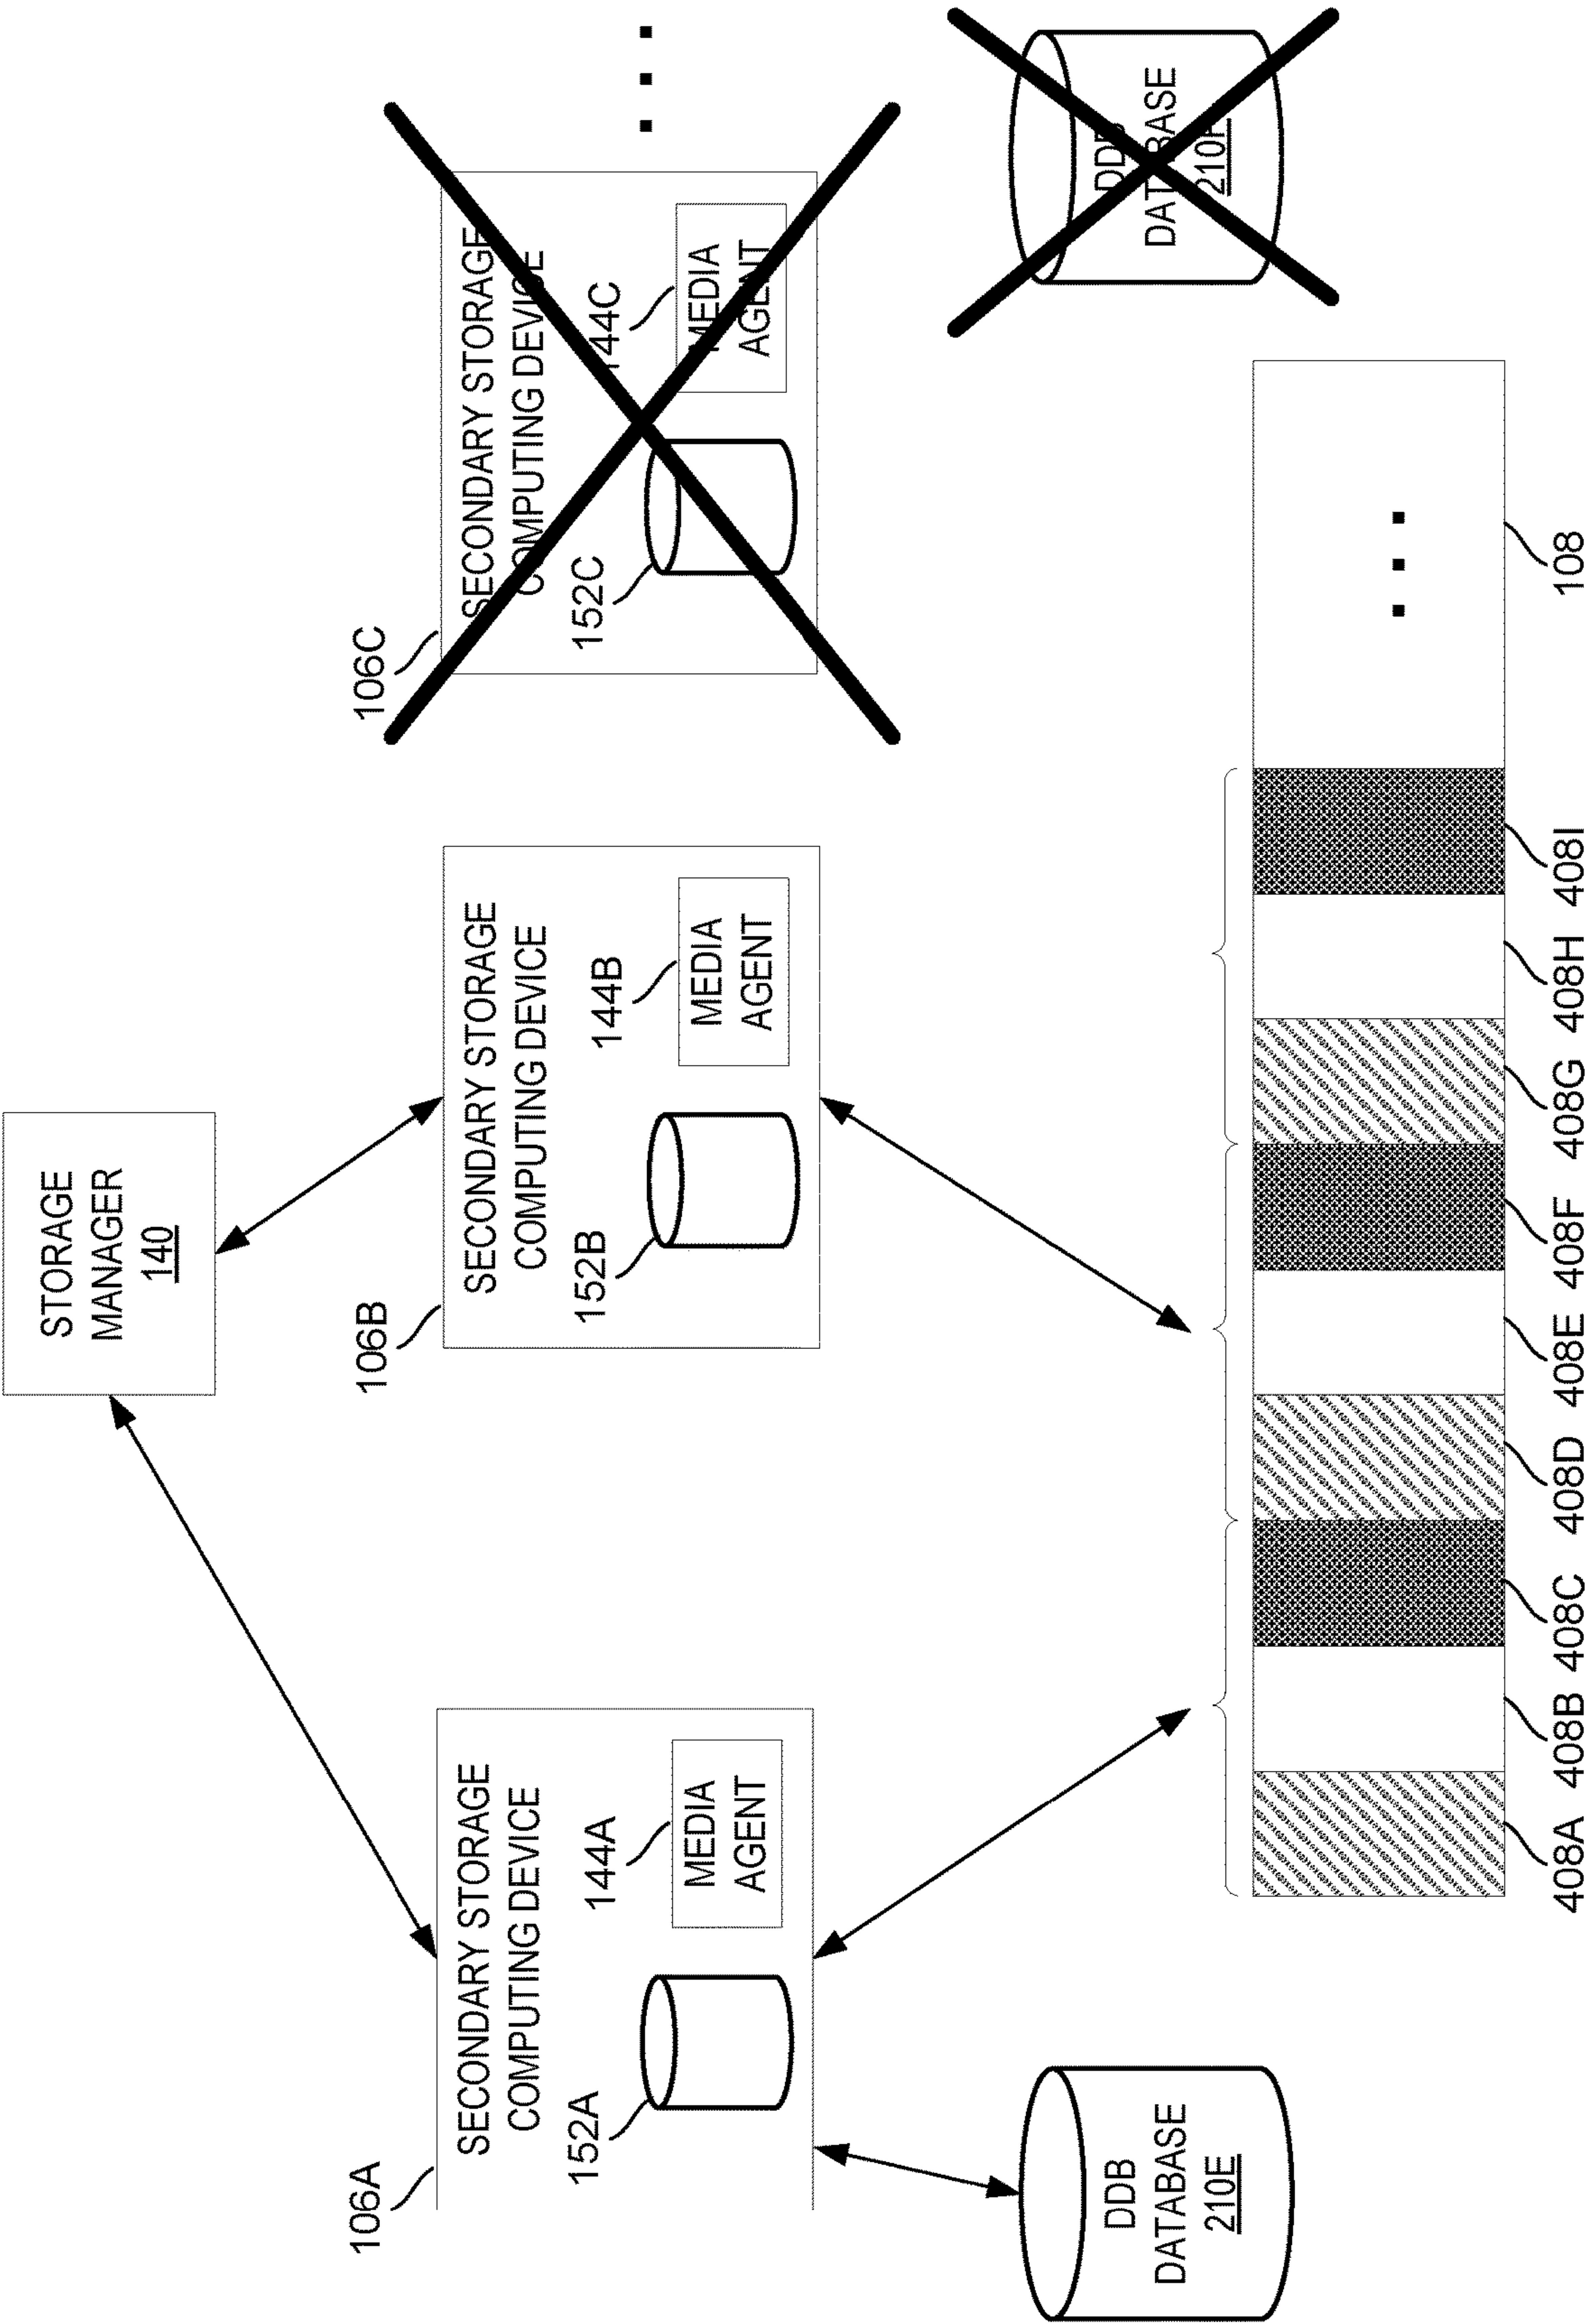 STORAGE
MANAGER
140
106A
SECONDARY STORAGE
COMPUTING DEVICE
152A
144A
MEDIA
AGENT
106B
SECONDARY STORAGE
COMPUTING DEVICE
152B
144B
MEDIA
AGENT
106C
SECONDARY STORAGE
COMPUTING DEVICE
152C
144C
MEDIA
AGENT
DDB
DATABASE
210E
DDB
DATABASE
210F
408A
408B
408C
408D
408E
408F
408G
408H
408I
108